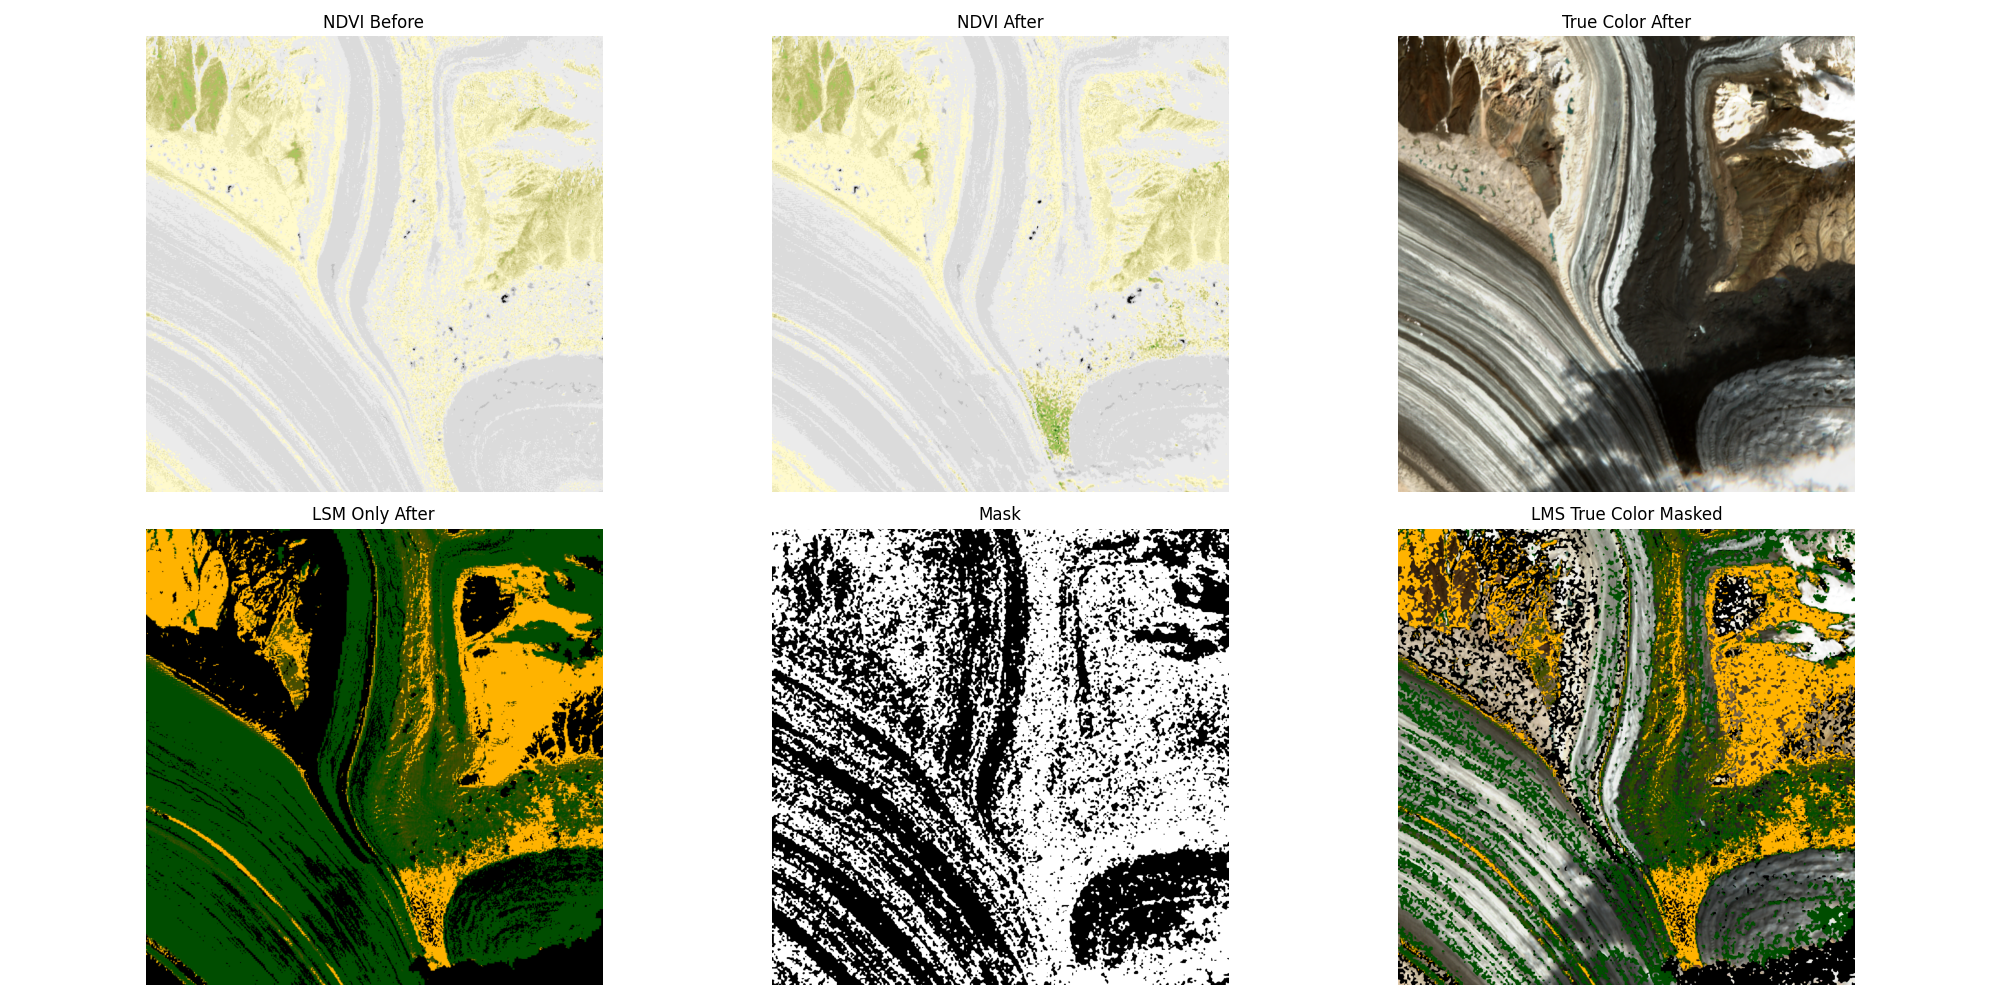 NDVI Before
NDVI After
True Color After
LSM Only After
Mask
LMS True Color Masked